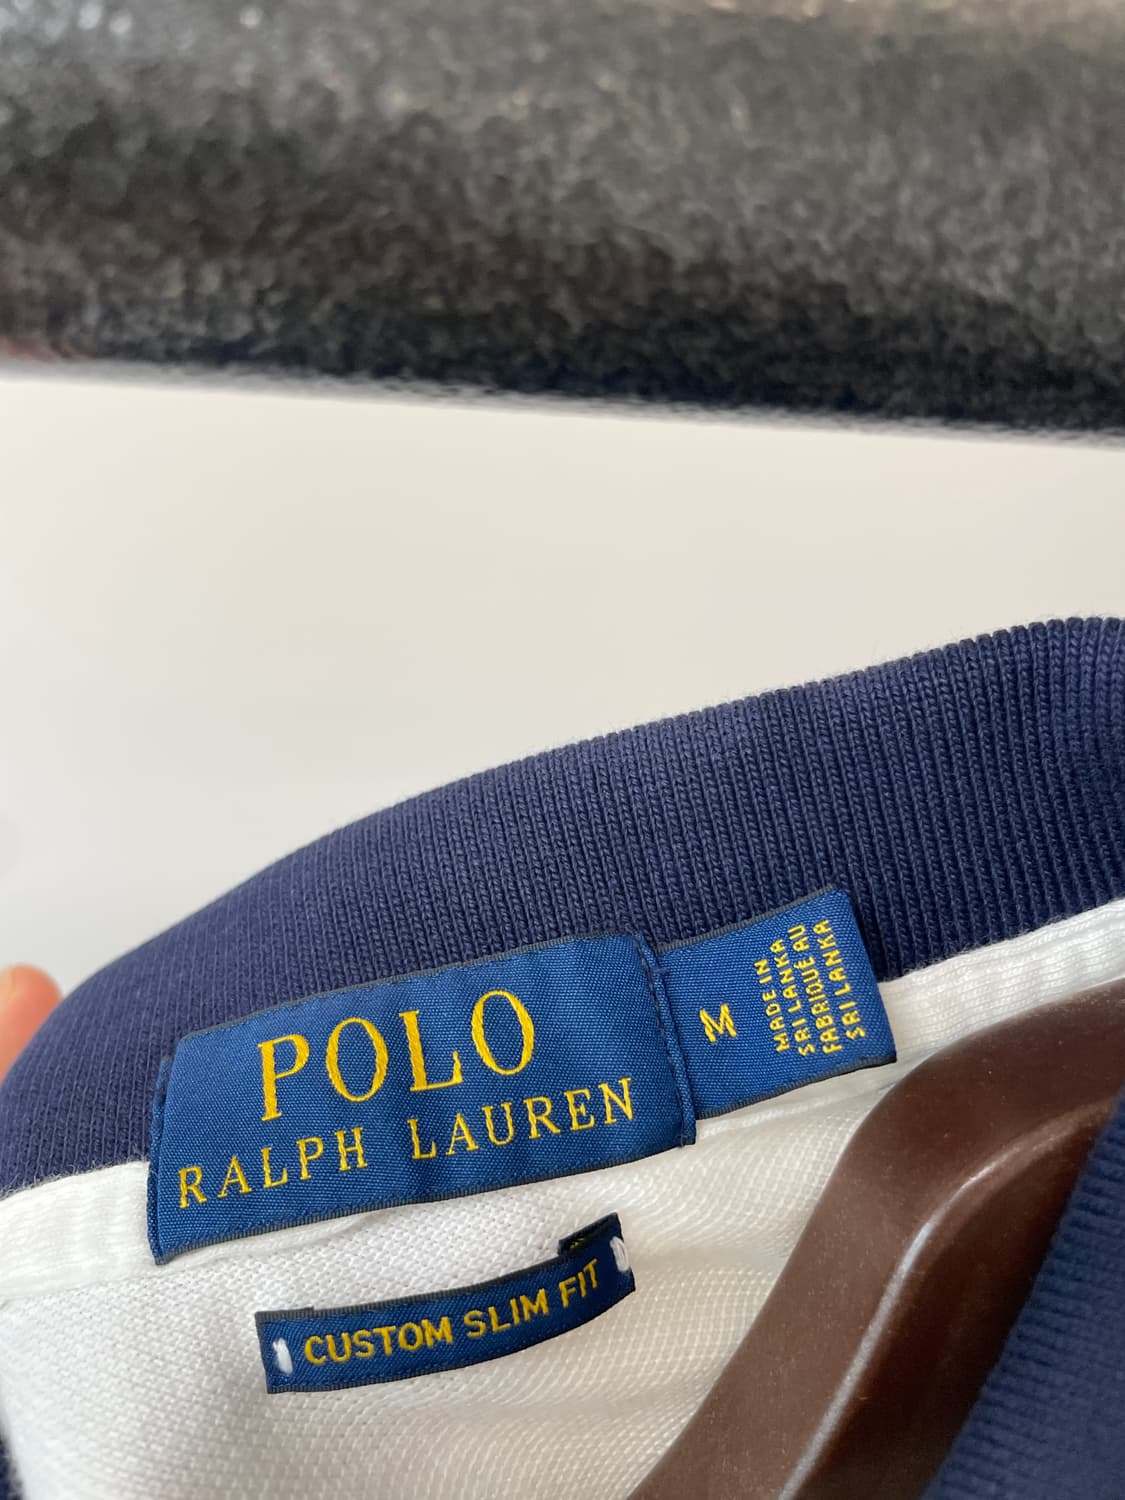 POLO
RALPH LAUREN
M
MADE IN
SRI LANKA
FABRIQUÉ AU
SRI LANKA
CUSTOM SLIM FIT